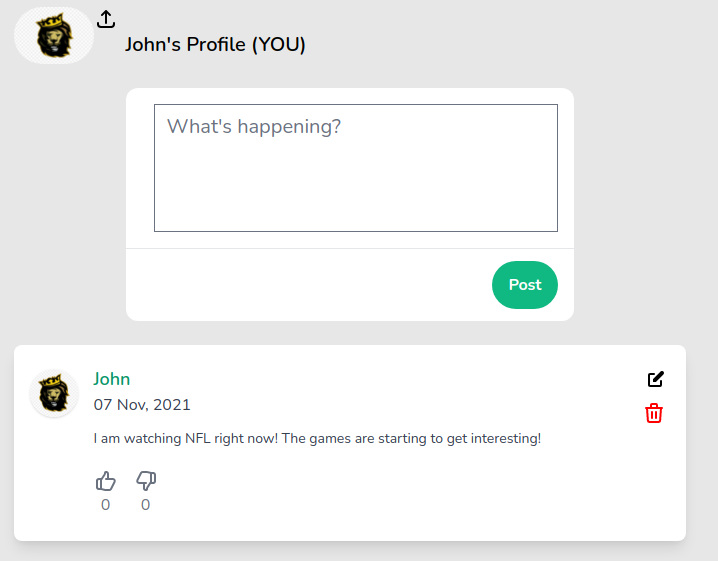 John's Profile (YOU)
What's happening?
Post
John
07 Nov, 2021
I am watching NFL right now! The games are starting to get interesting!
0 0